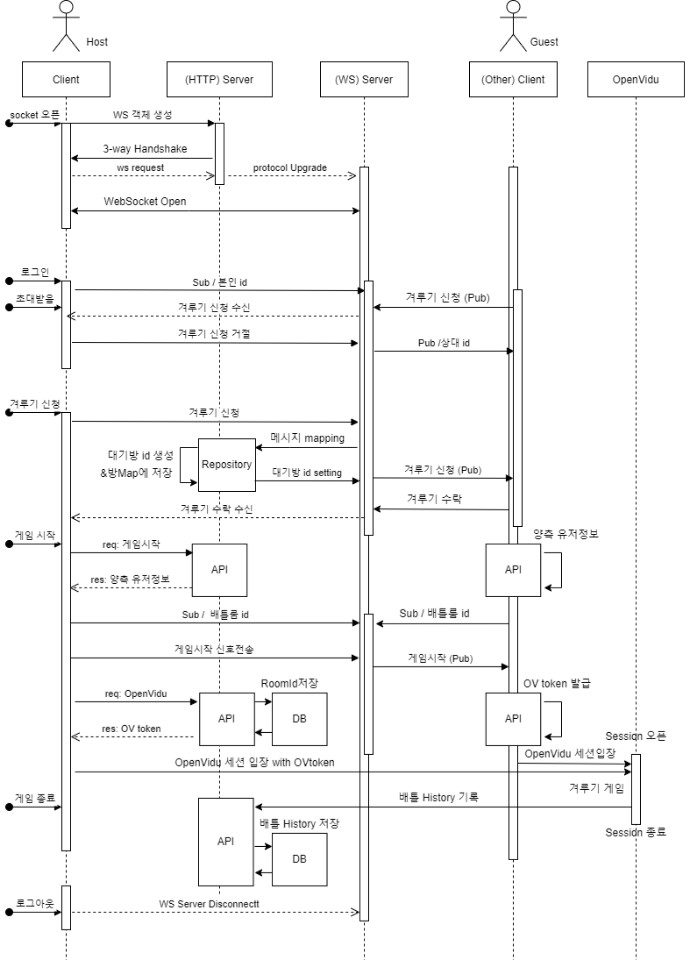 Host
Guest
Client
(HTTP) Server
(WS) Server
(Other) Client
OpenVidu
socket 오픈
WS 객체 생성
3-way Handshake
ws request
protocol Upgrade
WebSocket Open
로그인
Sub / 본인 id
초대받음
겨루기 신청 (Pub)
겨루기 신청 수신
겨루기 신청 거절
Pub /상대 id
겨루기 신청
겨루기 신청
메시지 mapping
대기방 id 생성
&방Map에 저장
Repository
대기방 id setting
겨루기 신청 (Pub)
겨루기 수락
겨루기 수락 수신
게임 시작
req: 게임시작
양측 유저정보
API
API
res: 양측 유저정보
Sub / 배틀룸 id
Sub / 배틀룸 id
게임시작 신호전송
게임시작 (Pub)
req: OpenVidu
RoomId저장
OV token 발급
API
DB
API
res: OV token
Session 오픈
OpenVidu 세션입장
OpenVidu 세션 입장 with OVtoken
겨루기 게임
게임 종료
배틀 History 기록
배틀 History 저장
Session 종료
API
DB
로그아웃
WS Server Disconnectt